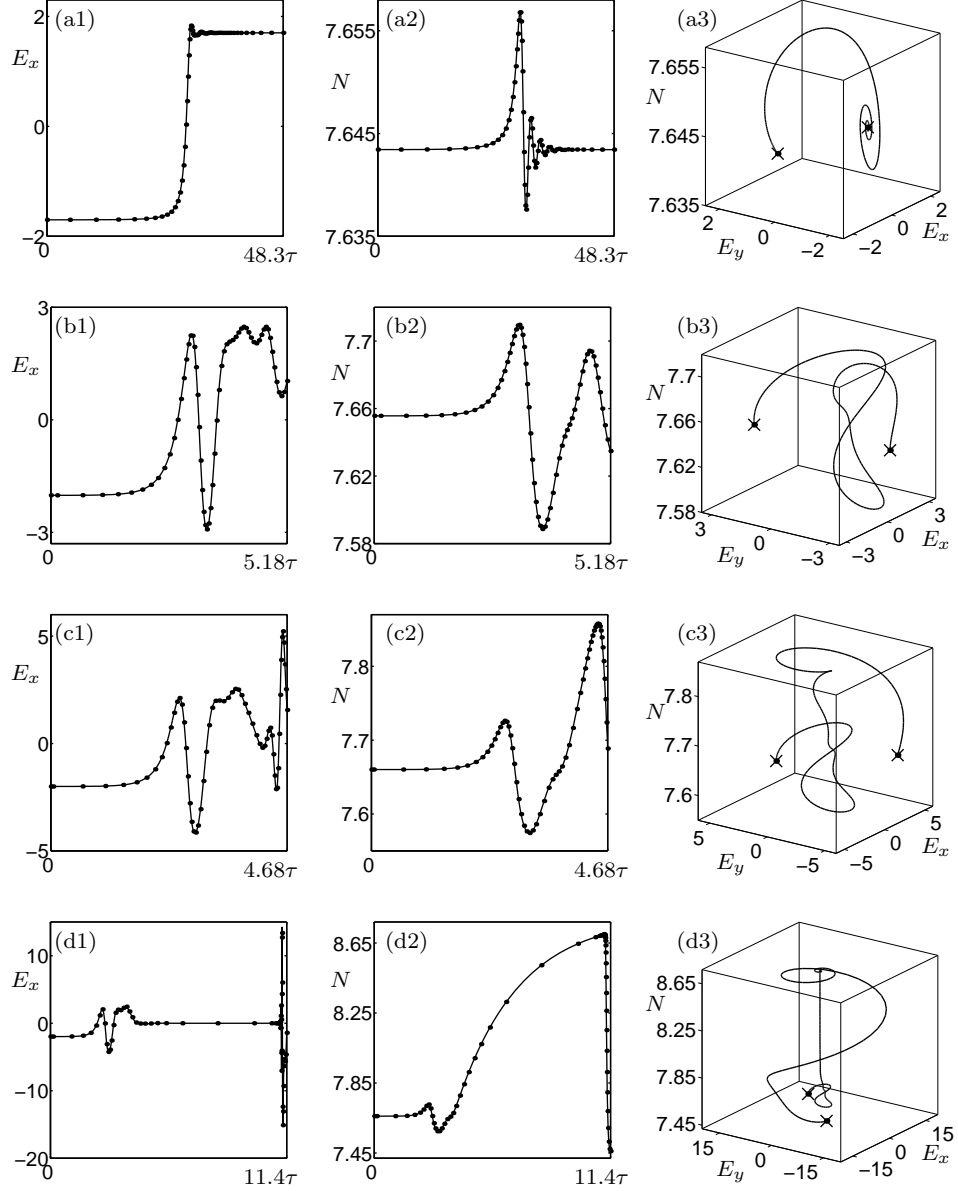 (a1)
2
E_x
0
−2
0
48.3τ
(a2)
7.655
N
7.645
7.635
0
48.3τ
(a3)
7.655
N
7.645
7.635
2
E_y
0
−2
−2
0
E_x
2
(b1)
3
E_x
0
−3
0
5.18τ
(b2)
7.7
N
7.66
7.62
7.58
0
5.18τ
(b3)
7.7
N
7.66
7.62
7.58
3
E_y
0
−3
−3
0
E_x
3
(c1)
5
E_x
0
−5
0
4.68τ
(c2)
7.8
N
7.7
7.6
0
4.68τ
(c3)
7.8
N
7.7
7.6
5
E_y
0
−5
−5
0
E_x
5
(d1)
10
E_x
0
−10
−20
0
11.4τ
(d2)
8.65
N
8.25
7.85
7.45
0
11.4τ
(d3)
8.65
N
8.25
7.85
7.45
15
E_y
0
−15
−15
0
E_x
15